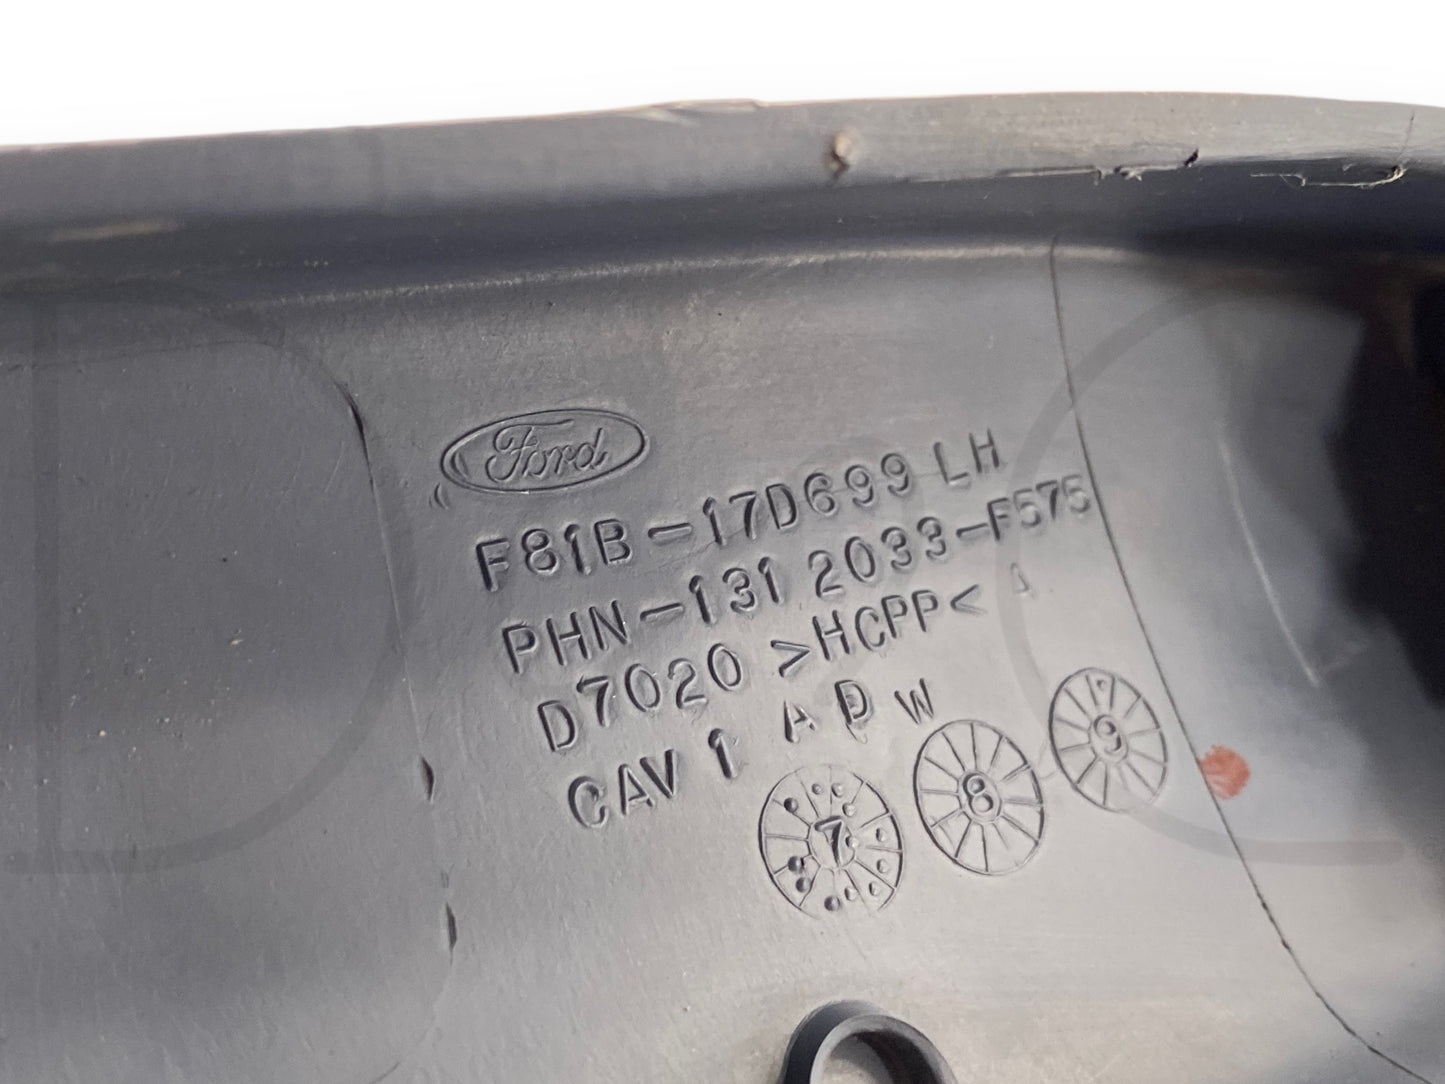 Ford
F81B-17D699 LH
PHN-131 2033-F575
D7020 >HCPP<
CAV 1 A D W
7 8 9